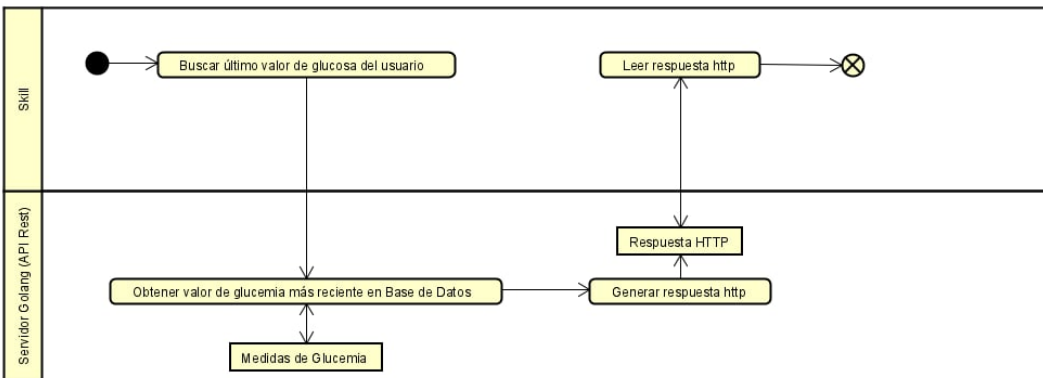 Skill
Buscar último valor de glucosa del usuario
Leer respuesta http
Servidor Golang (API Rest)
Respuesta HTTP
Obtener valor de glucemia más reciente en Base de Datos
Generar respuesta http
Medidas de Glucemia